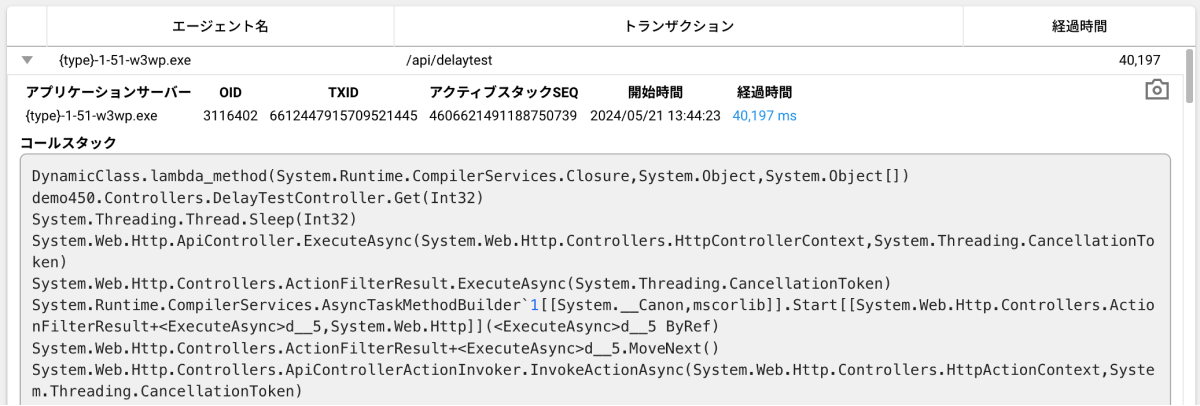 エージェント名 トランザクション 経過時間
{type}-1-51-w3wp.exe /api/delaytest 40,197
アプリケーションサーバー OID TXID アクティブスタックSEQ 開始時間 経過時間
{type}-1-51-w3wp.exe 3116402 6612447915709521445 4606621491188750739 2024/05/21 13:44:23 40,197 ms
コールスタック
DynamicClass.lambda_method(System.Runtime.CompilerServices.Closure,System.Object,System.Object[])
demo450.Controllers.DelayTestController.Get(Int32)
System.Threading.Thread.Sleep(Int32)
System.Web.Http.ApiController.ExecuteAsync(System.Web.Http.Controllers.HttpControllerContext,System.Threading.CancellationTo
ken)
System.Web.Http.Controllers.ActionFilterResult.ExecuteAsync(System.Threading.CancellationToken)
System.Runtime.CompilerServices.AsyncTaskMethodBuilder`1[[System.__Canon,mscorlib]].Start[[System.Web.Http.Controllers.Actio
nFilterResult+<ExecuteAsync>d__5,System.Web.Http]](<ExecuteAsync>d__5 ByRef)
System.Web.Http.Controllers.ActionFilterResult+<ExecuteAsync>d__5.MoveNext()
System.Web.Http.Controllers.ApiControllerActionInvoker.InvokeActionAsync(System.Web.Http.Controllers.HttpActionContext,Syste
m.Threading.CancellationToken)